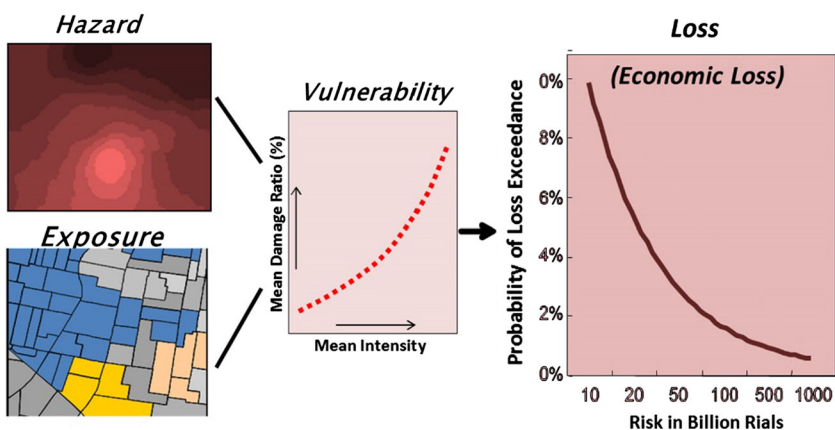 Hazard
Exposure
Vulnerability
Mean Damage Ratio (%)
Mean Intensity
Loss
(Economic Loss)
Probability of Loss Exceedance
0%
8%
6%
4%
2%
0%
10 20 50 100 500 1000
Risk in Billion Rials